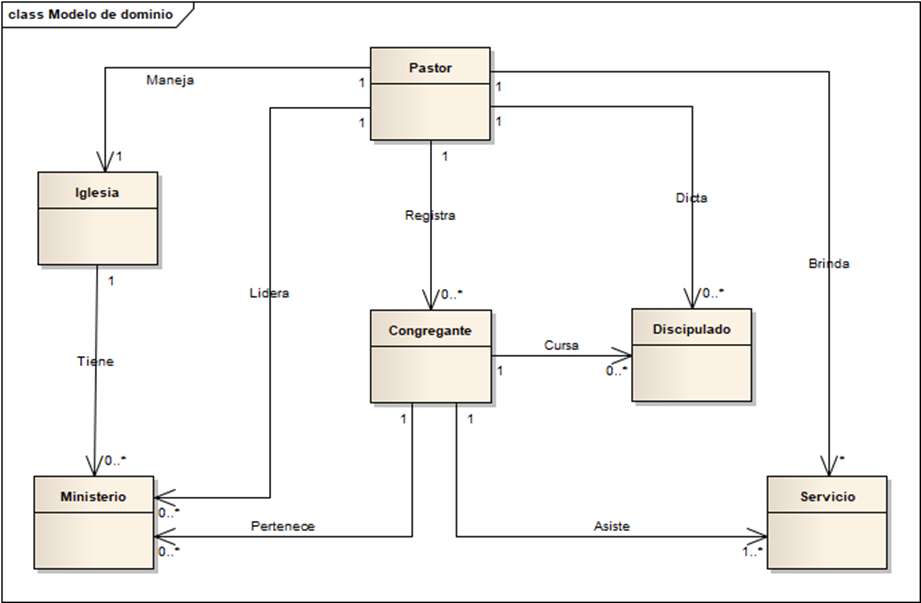 class Modelo de dominio
Pastor
Maneja
1
1
1
1
1
1
Iglesia
Dicta
Registra
Brinda
1
Lidera
0..*
0..*
Congregante
Discipulado
Cursa
Tiene
1
0..*
1
1
0..*
*
Ministerio
Servicio
0..*
Pertenece
Asiste
0..*
1..*